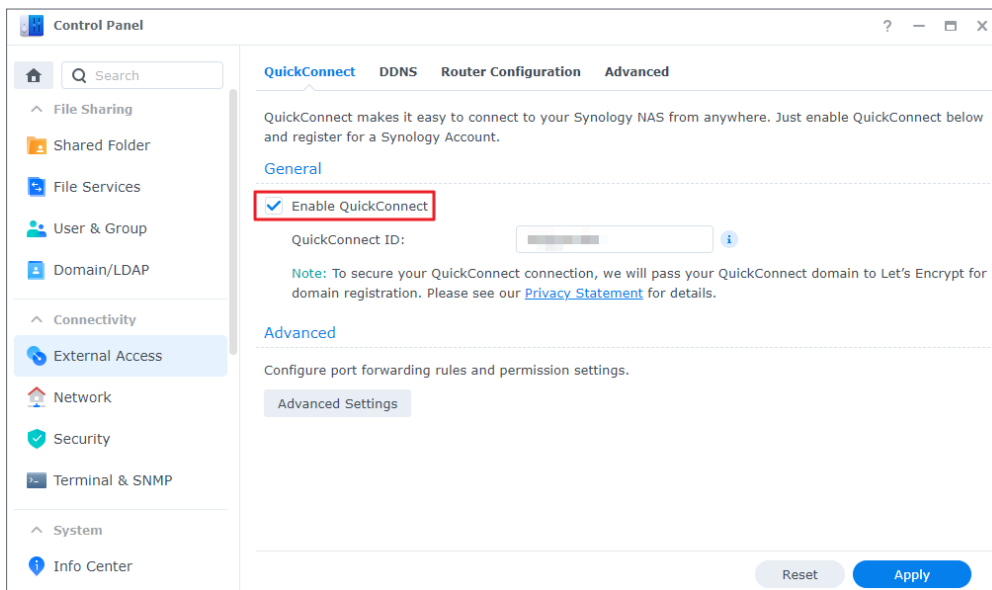 Control Panel
Search
File Sharing
Shared Folder
File Services
User & Group
Domain/LDAP
Connectivity
External Access
Network
Security
Terminal & SNMP
System
Info Center
QuickConnect DDNS Router Configuration Advanced
QuickConnect makes it easy to connect to your Synology NAS from anywhere. Just enable QuickConnect below
and register for a Synology Account.
General
Enable QuickConnect
QuickConnect ID:
Note: To secure your QuickConnect connection, we will pass your QuickConnect domain to Let's Encrypt for
domain registration. Please see our Privacy Statement for details.
Advanced
Configure port forwarding rules and permission settings.
Advanced Settings
Reset Apply